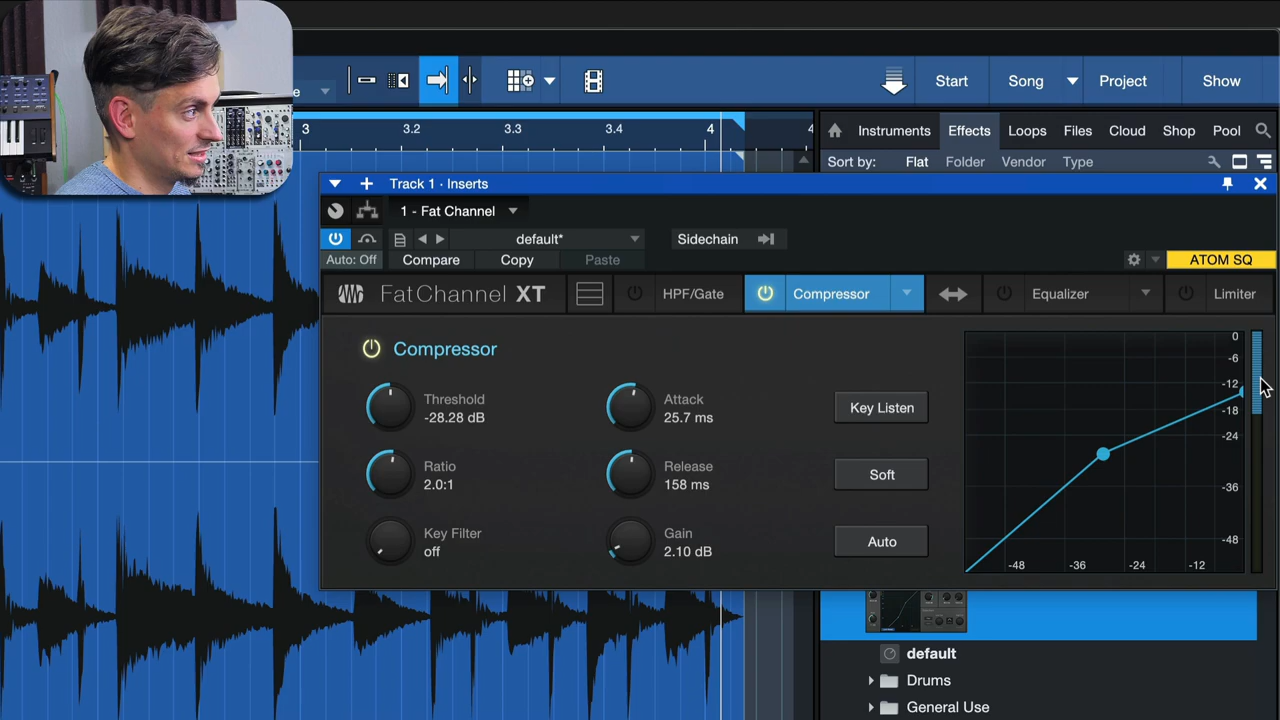 Start Song Project Show
3 3.2 3.3 3.4 4 4
Instruments Effects Loops Files Cloud Shop Pool
Sort by: Flat Folder Vendor Type
Track 1 · Inserts
1 - Fat Channel
default* Sidechain
Auto: Off Compare Copy Paste ATOM SQ
FatChannel XT HPF/Gate Compressor Equalizer Limiter
Compressor
Threshold
-28.28 dB
Attack
25.7 ms
Key Listen
Ratio
2.0:1
Release
158 ms
Soft
Key Filter
off
Gain
2.10 dB
Auto
0
-6
-12
-18
-24
-36
-48
-48 -36 -24 -12
default
Drums
General Use